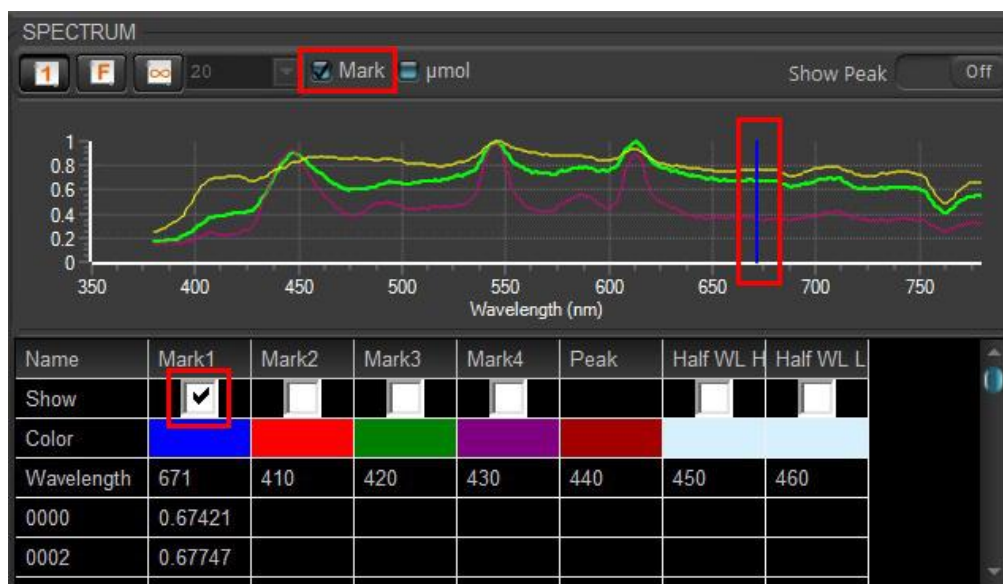 SPECTRUM
1 F ∞ 20 Mark µmol Show Peak Off
1
0.8
0.6
0.4
0.2
0
350 400 450 500 550 600 650 700 750
Wavelength (nm)
Name Mark1 Mark2 Mark3 Mark4 Peak Half WL H Half WL L
Show
Color
Wavelength 671 410 420 430 440 450 460
0000 0.67421
0002 0.67747